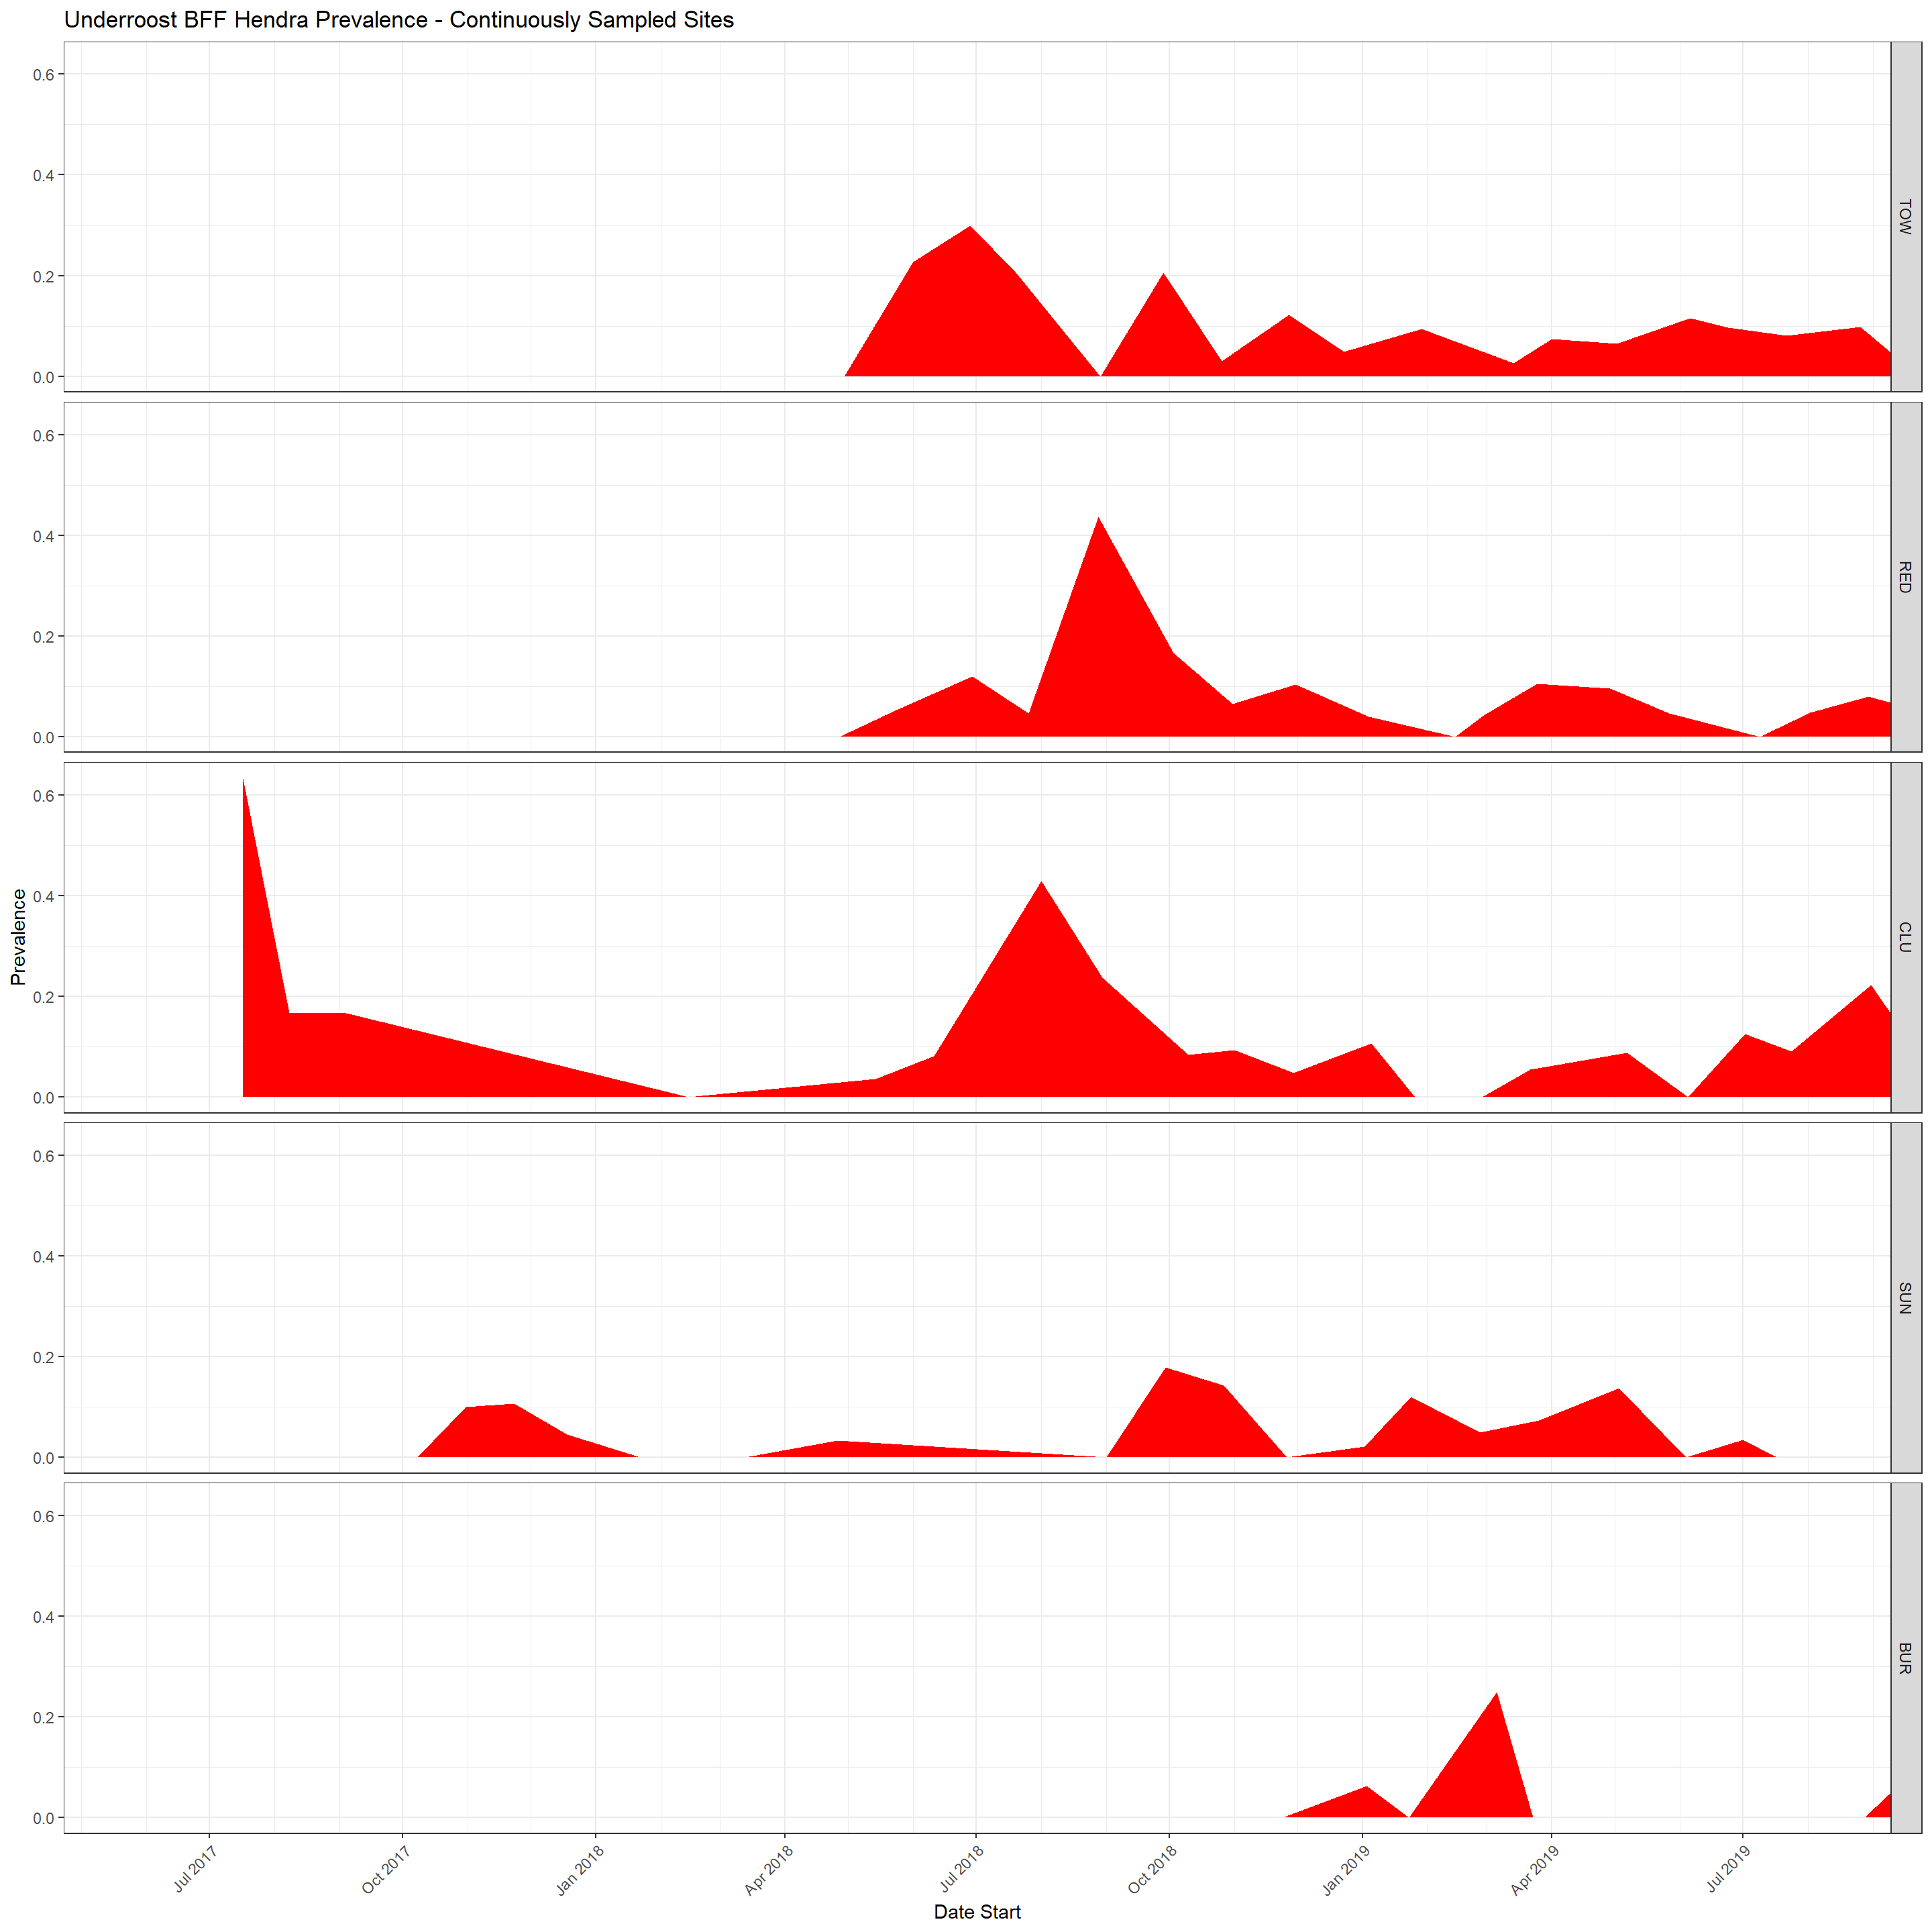 Underroost BFF Hendra Prevalence - Continuously Sampled Sites
0.6
0.4
0.2
0.0
TOW
0.6
0.4
0.2
0.0
RED
0.6
0.4
0.2
0.0
CLU
0.6
0.4
0.2
0.0
SUN
0.6
0.4
0.2
0.0
BUR
Prevalence
Jul 2017
Oct 2017
Jan 2018
Apr 2018
Jul 2018
Oct 2018
Jan 2019
Apr 2019
Jul 2019
Date Start